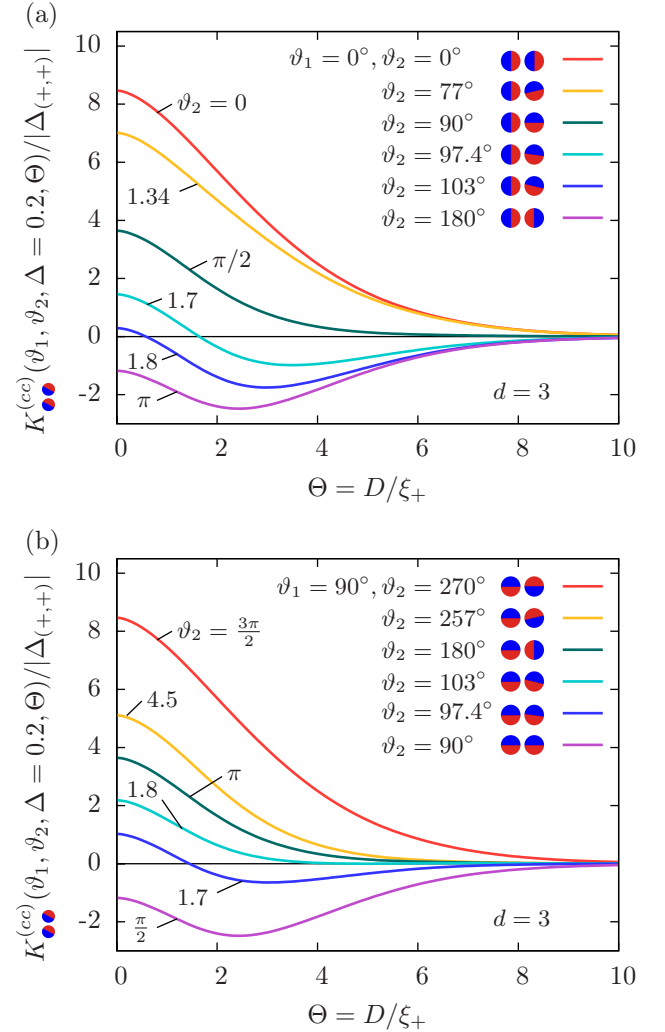 (a)
K^{(cc)}(ϑ₁, ϑ₂, Δ = 0.2, Θ)/|Δ₍₊,₊₎|
10
8
6
4
2
0
-2
ϑ₁ = 0°, ϑ₂ = 0°
ϑ₂ = 77°
ϑ₂ = 90°
ϑ₂ = 97.4°
ϑ₂ = 103°
ϑ₂ = 180°
ϑ₂ = 0
1.34
π/2
1.7
1.8
π
d = 3
0 2 4 6 8 10
Θ = D/ξ₊
(b)
K^{(cc)}(ϑ₁, ϑ₂, Δ = 0.2, Θ)/|Δ₍₊,₊₎|
10
8
6
4
2
0
-2
ϑ₁ = 90°, ϑ₂ = 270°
ϑ₂ = 257°
ϑ₂ = 180°
ϑ₂ = 103°
ϑ₂ = 97.4°
ϑ₂ = 90°
ϑ₂ = 3π/2
4.5
π
1.8
1.7
π/2
d = 3
0 2 4 6 8 10
Θ = D/ξ₊